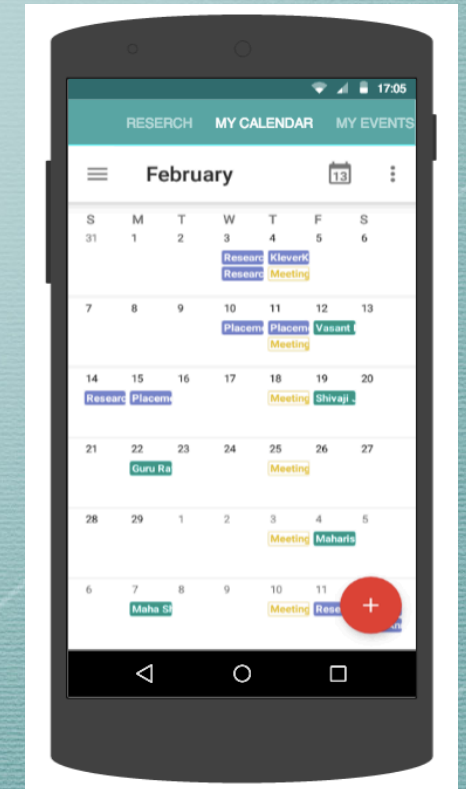 17:05
RESERCH MY CALENDAR MY EVENTS
February 13
S M T W T F S
31 1 2 3 4 5 6
Researc KleverK
Researc Meeting
7 8 9 10 11 12 13
Placem Placem Vasant
Meeting
14 15 16 17 18 19 20
Researc Placeme Meeting Shivaji
21 22 23 24 25 26 27
Guru Ra Meeting
28 29 1 2 3 4 5
Meeting Maharis
6 7 8 9 10 11
Maha Sh Meeting Rese
+